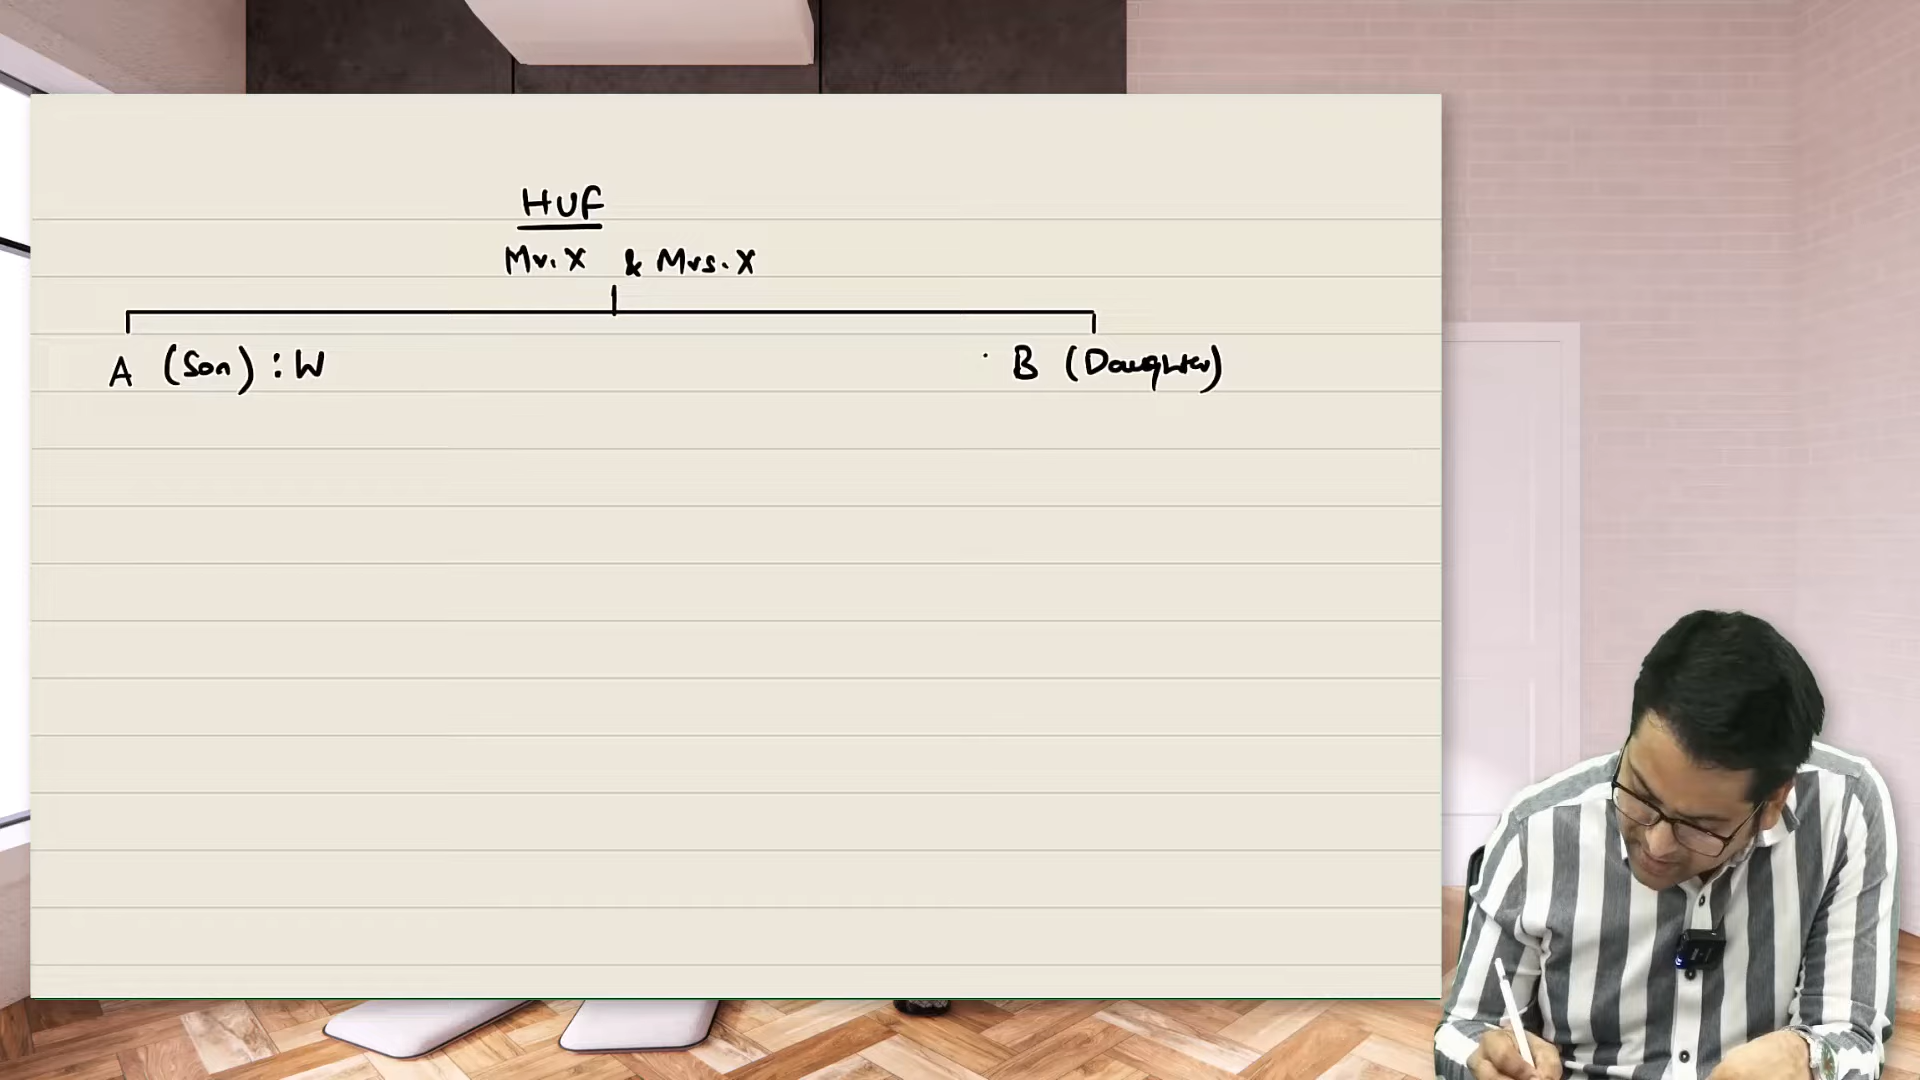 HUF
Mr. X & Mrs. X
A (Son) : W B (Daughter)